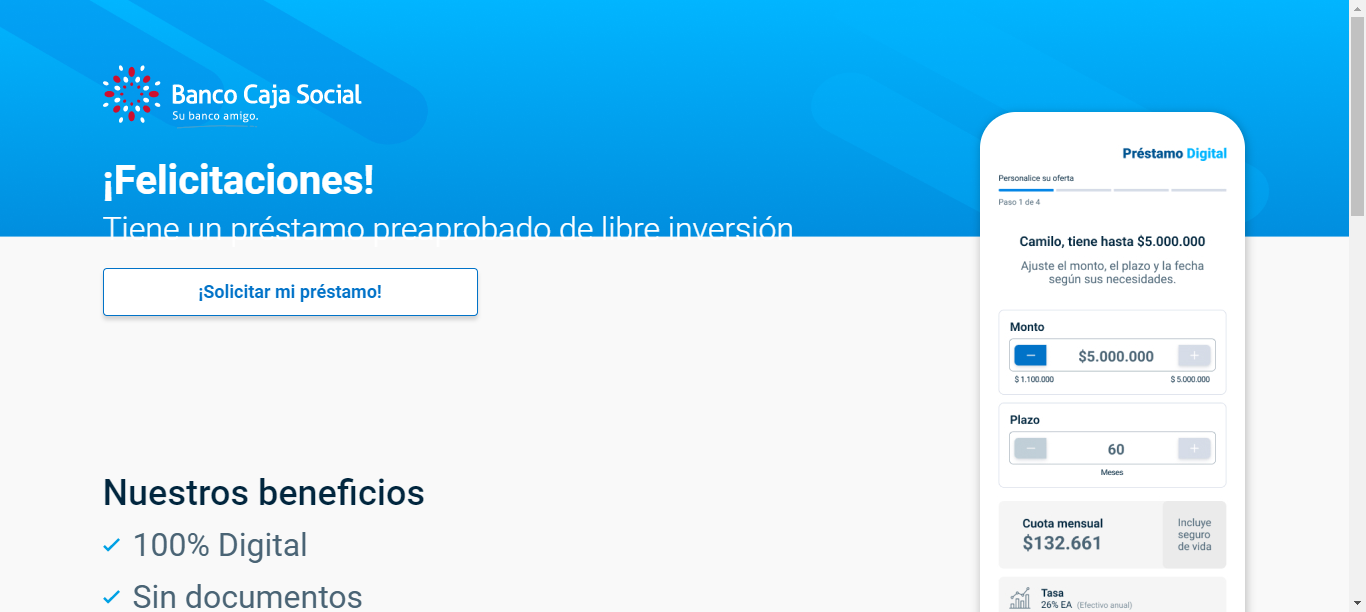 Banco Caja Social
Su banco amigo.
¡Felicitaciones!
Tiene un préstamo preaprobado de libre inversión
¡Solicitar mi préstamo!
Nuestros beneficios
100% Digital
Sin documentos
Préstamo Digital
Personalice su oferta
Paso 1 de 4
Camilo, tiene hasta $5.000.000
Ajuste el monto, el plazo y la fecha
según sus necesidades.
Monto
− $5.000.000 +
$ 1.100.000 $ 5.000.000
Plazo
− 60 +
Meses
Cuota mensual
$132.661
Incluye
seguro
de vida
Tasa
26% EA (Efectivo anual)